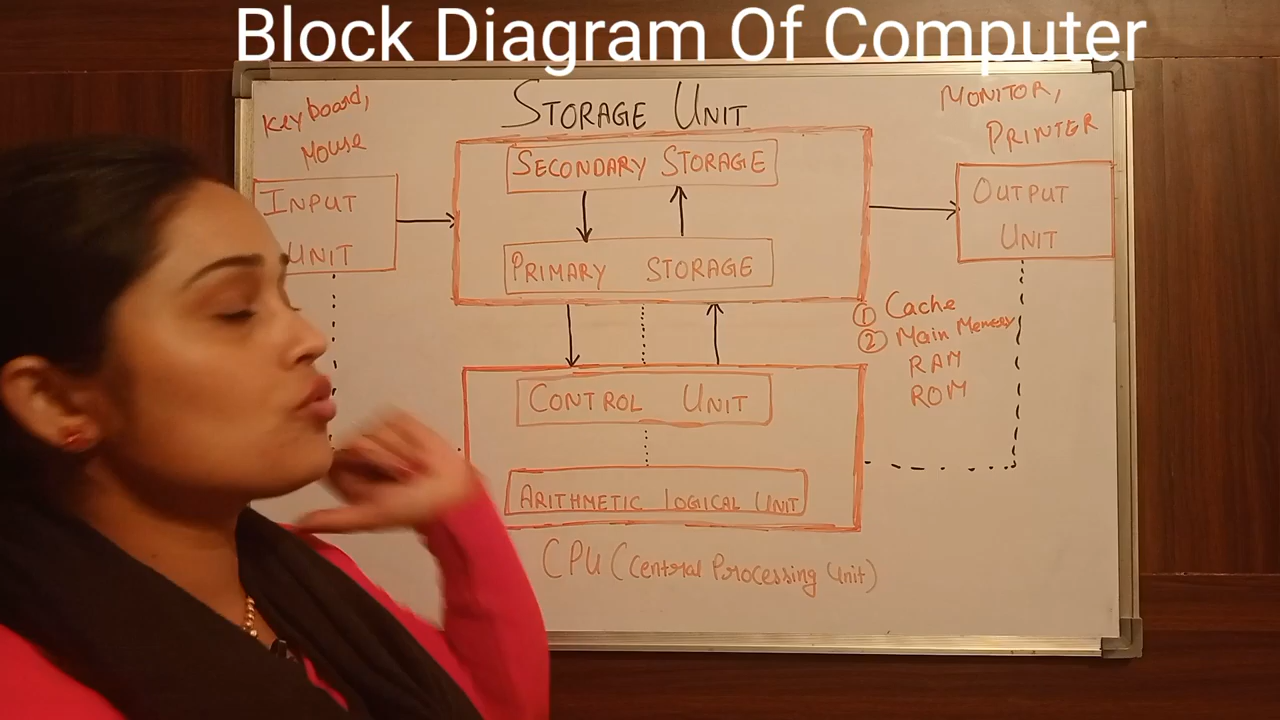 Block Diagram Of Computer
Keyboard,
Mouse
INPUT
UNIT
STORAGE UNIT
SECONDARY STORAGE
PRIMARY STORAGE
MONITOR,
PRINTER
OUTPUT
UNIT
① Cache
② Main Memory
RAM
ROM
CONTROL UNIT
ARITHMETIC LOGICAL UNIT
CPU (Central Processing Unit)